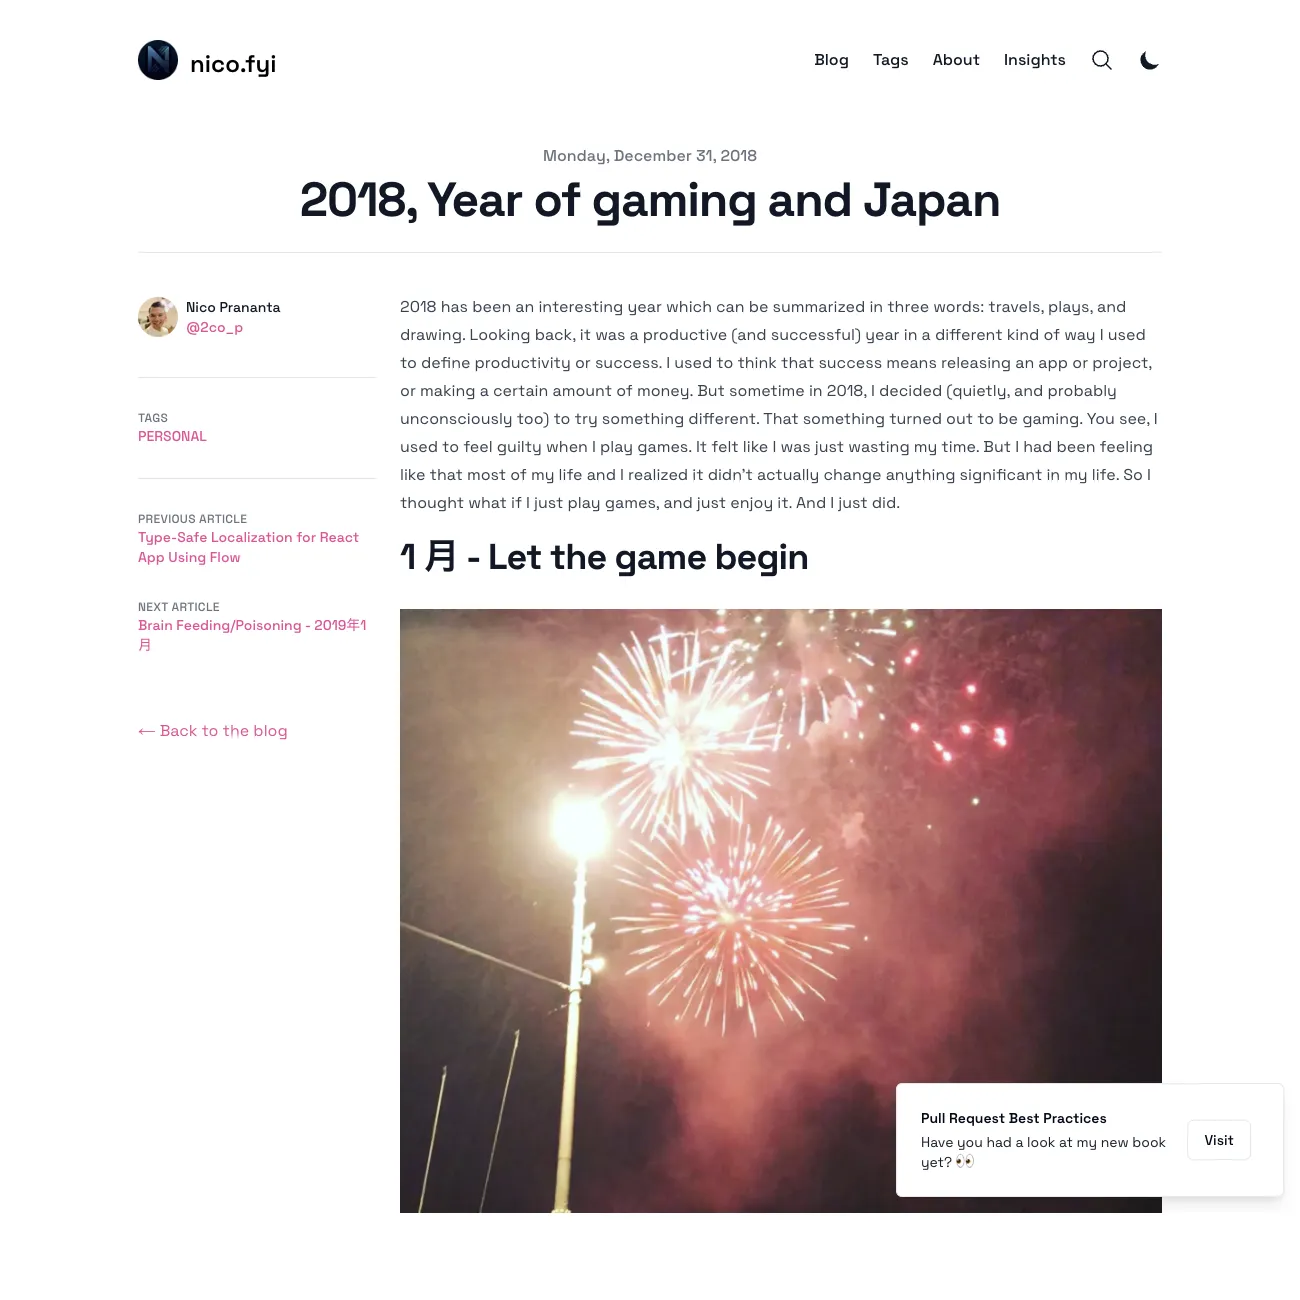 nico.fyi
Blog
Tags
About
Insights
Monday, December 31, 2018
2018, Year of gaming and Japan
Nico Prananta
@2co_p
TAGS
PERSONAL
PREVIOUS ARTICLE
Type-Safe Localization for React
App Using Flow
NEXT ARTICLE
Brain Feeding/Poisoning - 2019年1
月
← Back to the blog
2018 has been an interesting year which can be summarized in three words: travels, plays, and
drawing. Looking back, it was a productive (and successful) year in a different kind of way I used
to define productivity or success. I used to think that success means releasing an app or project,
or making a certain amount of money. But sometime in 2018, I decided (quietly, and probably
unconsciously too) to try something different. That something turned out to be gaming. You see, I
used to feel guilty when I play games. It felt like I was just wasting my time. But I had been feeling
like that most of my life and I realized it didn't actually change anything significant in my life. So I
thought what if I just play games, and just enjoy it. And I just did.
1 月 - Let the game begin
Pull Request Best Practices
Have you had a look at my new book
yet? 👀
Visit